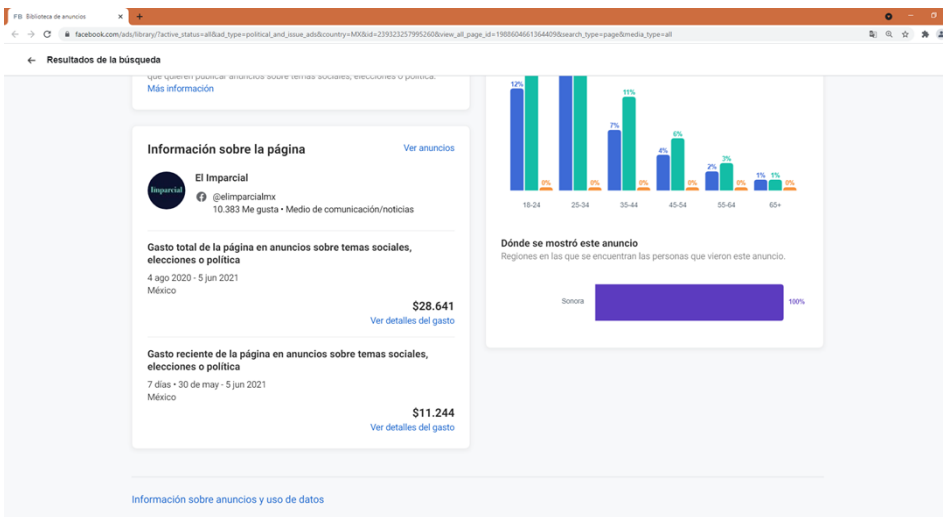 FB Biblioteca de anuncios
facebook.com/ads/library/?active_status=all&ad_type=political_and_issue_ads&country=MX&id=239323257995260&view_all_page_id=1988604661364409&search_type=page&media_type=all
Resultados de la búsqueda
que quieren publicar anuncios sobre temas sociales, elecciones o política.
Más información
Información sobre la página
Ver anuncios
Imparcial
El Imparcial
@elimparcialmx
10.383 Me gusta • Medio de comunicación/noticias
Gasto total de la página en anuncios sobre temas sociales,
elecciones o política
4 ago 2020 - 5 jun 2021
México
$28.641
Ver detalles del gasto
Gasto reciente de la página en anuncios sobre temas sociales,
elecciones o política
7 días • 30 de may - 5 jun 2021
México
$11.244
Ver detalles del gasto
12% 0% 0% 7% 11% 0% 4% 6% 0% 2% 3% 0% 1% 1% 0%
18-24 25-34 35-44 45-54 55-64 65+
Dónde se mostró este anuncio
Regiones en las que se encuentran las personas que vieron este anuncio.
Sonora 100%
Información sobre anuncios y uso de datos